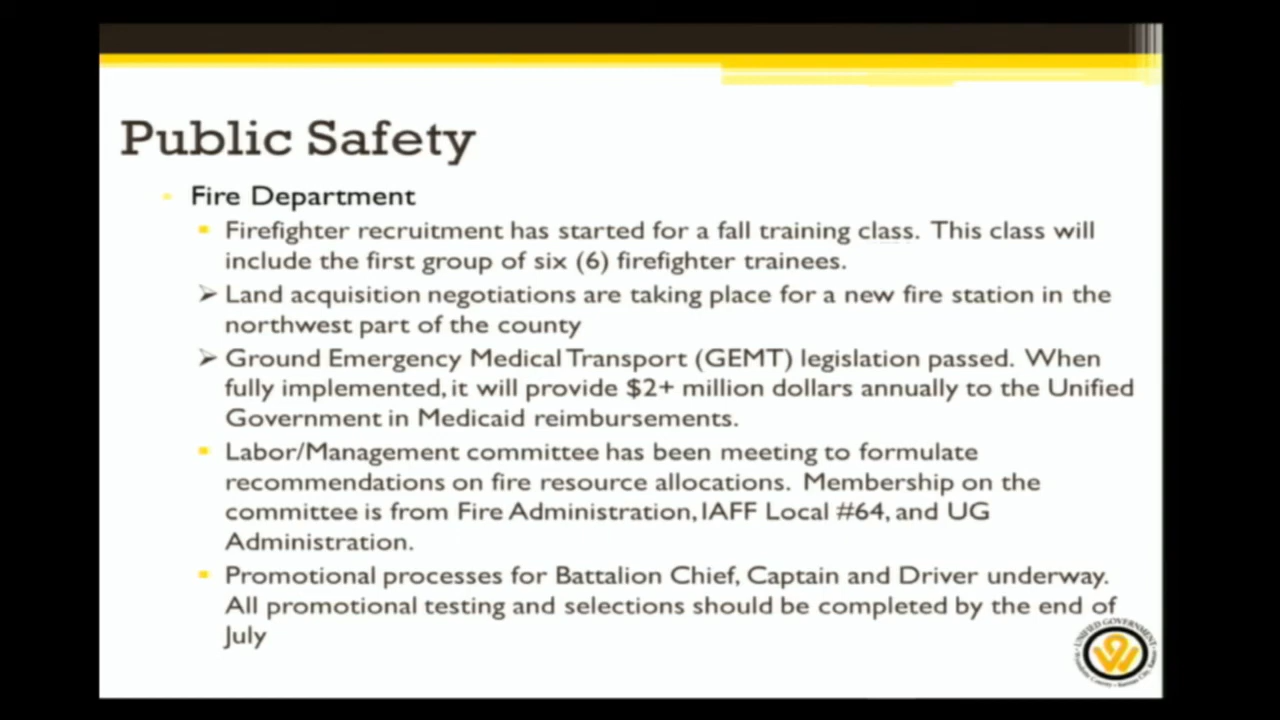 Public Safety
Fire Department
Firefighter recruitment has started for a fall training class. This class will
include the first group of six (6) firefighter trainees.
Land acquisition negotiations are taking place for a new fire station in the
northwest part of the county
Ground Emergency Medical Transport (GEMT) legislation passed. When
fully implemented, it will provide $2+ million dollars annually to the Unified
Government in Medicaid reimbursements.
Labor/Management committee has been meeting to formulate
recommendations on fire resource allocations. Membership on the
committee is from Fire Administration, IAFF Local #64, and UG
Administration.
Promotional processes for Battalion Chief, Captain and Driver underway.
All promotional testing and selections should be completed by the end of
July
UNIFIED GOVERNMENT